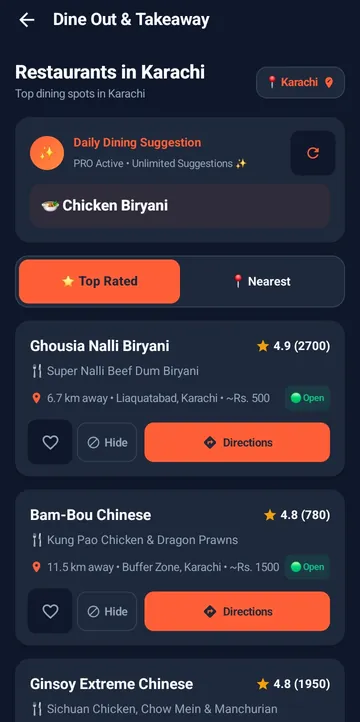 Dine Out & Takeaway
Restaurants in Karachi
Top dining spots in Karachi
📍 Karachi
Daily Dining Suggestion
PRO Active • Unlimited Suggestions ✨
🥗 Chicken Biryani
⭐ Top Rated
📍 Nearest
Ghousia Nalli Biryani
4.9 (2700)
🍴 Super Nalli Beef Dum Biryani
6.7 km away • Liaquatabad, Karachi • ~Rs. 500
Open
Hide
Directions
Bam-Bou Chinese
4.8 (780)
🍴 Kung Pao Chicken & Dragon Prawns
11.5 km away • Buffer Zone, Karachi • ~Rs. 1500
Open
Hide
Directions
Ginsoy Extreme Chinese
4.8 (1950)
🍴 Sichuan Chicken, Chow Mein & Manchurian